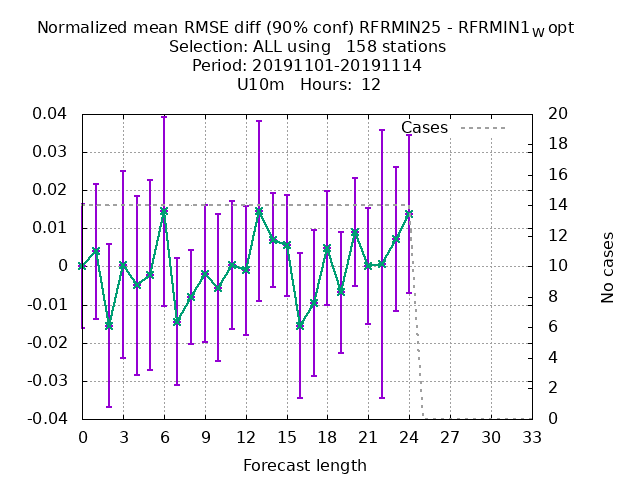 Normalized mean RMSE diff (90% conf) RFRMIN25 - RFRMIN1_W opt
Selection: ALL using   158 stations
Period: 20191101-20191114
U10m   Hours:  12
Cases
0.04
0.03
0.02
0.01
0
-0.01
-0.02
-0.03
-0.04
20
18
16
14
12
10
8
6
4
2
0
No cases
0 3 6 9 12 15 18 21 24 27 30 33
Forecast length